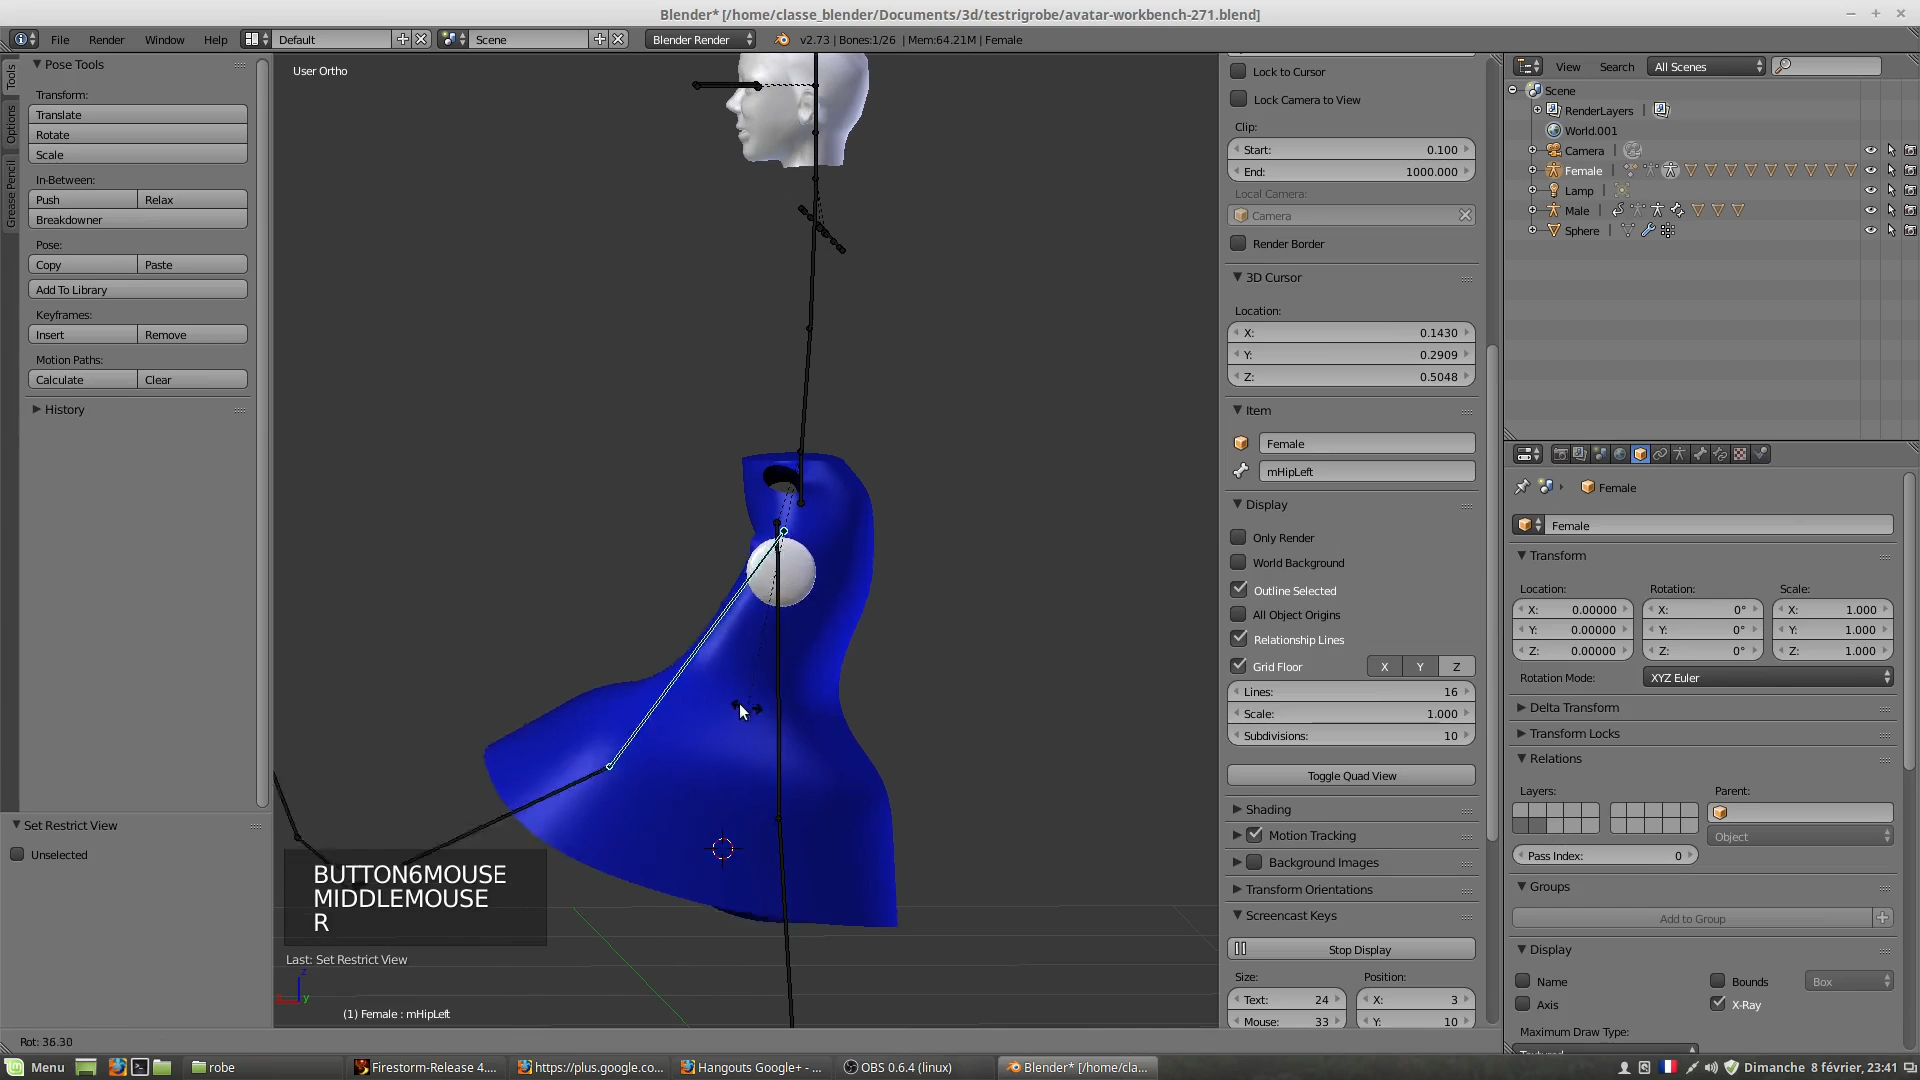 Blender* [/home/classe_blender/Documents/3d/testrigrobe/avatar-workbench-271.blend]
File Render Window Help Default Scene Blender Render v2.73 | Bones:1/26 | Mem:64.21M | Female
Tools
Options
Grease Pencil
Pose Tools
Transform:
Translate
Rotate
Scale
In-Between:
Push Relax
Breakdowner
Pose:
Copy Paste
Add To Library
Keyframes:
Insert Remove
Motion Paths:
Calculate Clear
History
Set Restrict View
Unselected
User Ortho
BUTTON6MOUSE
MIDDLEMOUSE
R
Last: Set Restrict View
z
y
(1) Female : mHipLeft
Rot: 36.30
Lock to Cursor
Lock Camera to View
Clip:
Start: 0.100
End: 1000.000
Local Camera:
Camera
Render Border
3D Cursor
Location:
X: 0.1430
Y: 0.2909
Z: 0.5048
Item
Female
mHipLeft
Display
Only Render
World Background
Outline Selected
All Object Origins
Relationship Lines
Grid Floor X Y Z
Lines: 16
Scale: 1.000
Subdivisions: 10
Toggle Quad View
Shading
Motion Tracking
Background Images
Transform Orientations
Screencast Keys
Stop Display
Size: Position:
Text: 24 X: 3
Mouse: 33 Y: 10
View Search All Scenes
Scene
RenderLayers
World.001
Camera
Female
Lamp
Male
Sphere
Female
Female
Transform
Location: Rotation: Scale:
X: 0.00000 X: 0° X: 1.000
Y: 0.00000 Y: 0° Y: 1.000
Z: 0.00000 Z: 0° Z: 1.000
Rotation Mode: XYZ Euler
Delta Transform
Transform Locks
Relations
Layers: Parent:
Object
Pass Index: 0
Groups
Add to Group
Display
Name Bounds Box
Axis X-Ray
Maximum Draw Type:
Textured
Menu robe Firestorm-Release 4.... https://plus.google.co... Hangouts Google+ - ... OBS 0.6.4 (linux) Blender* [/home/cla... Dimanche 8 février, 23:41